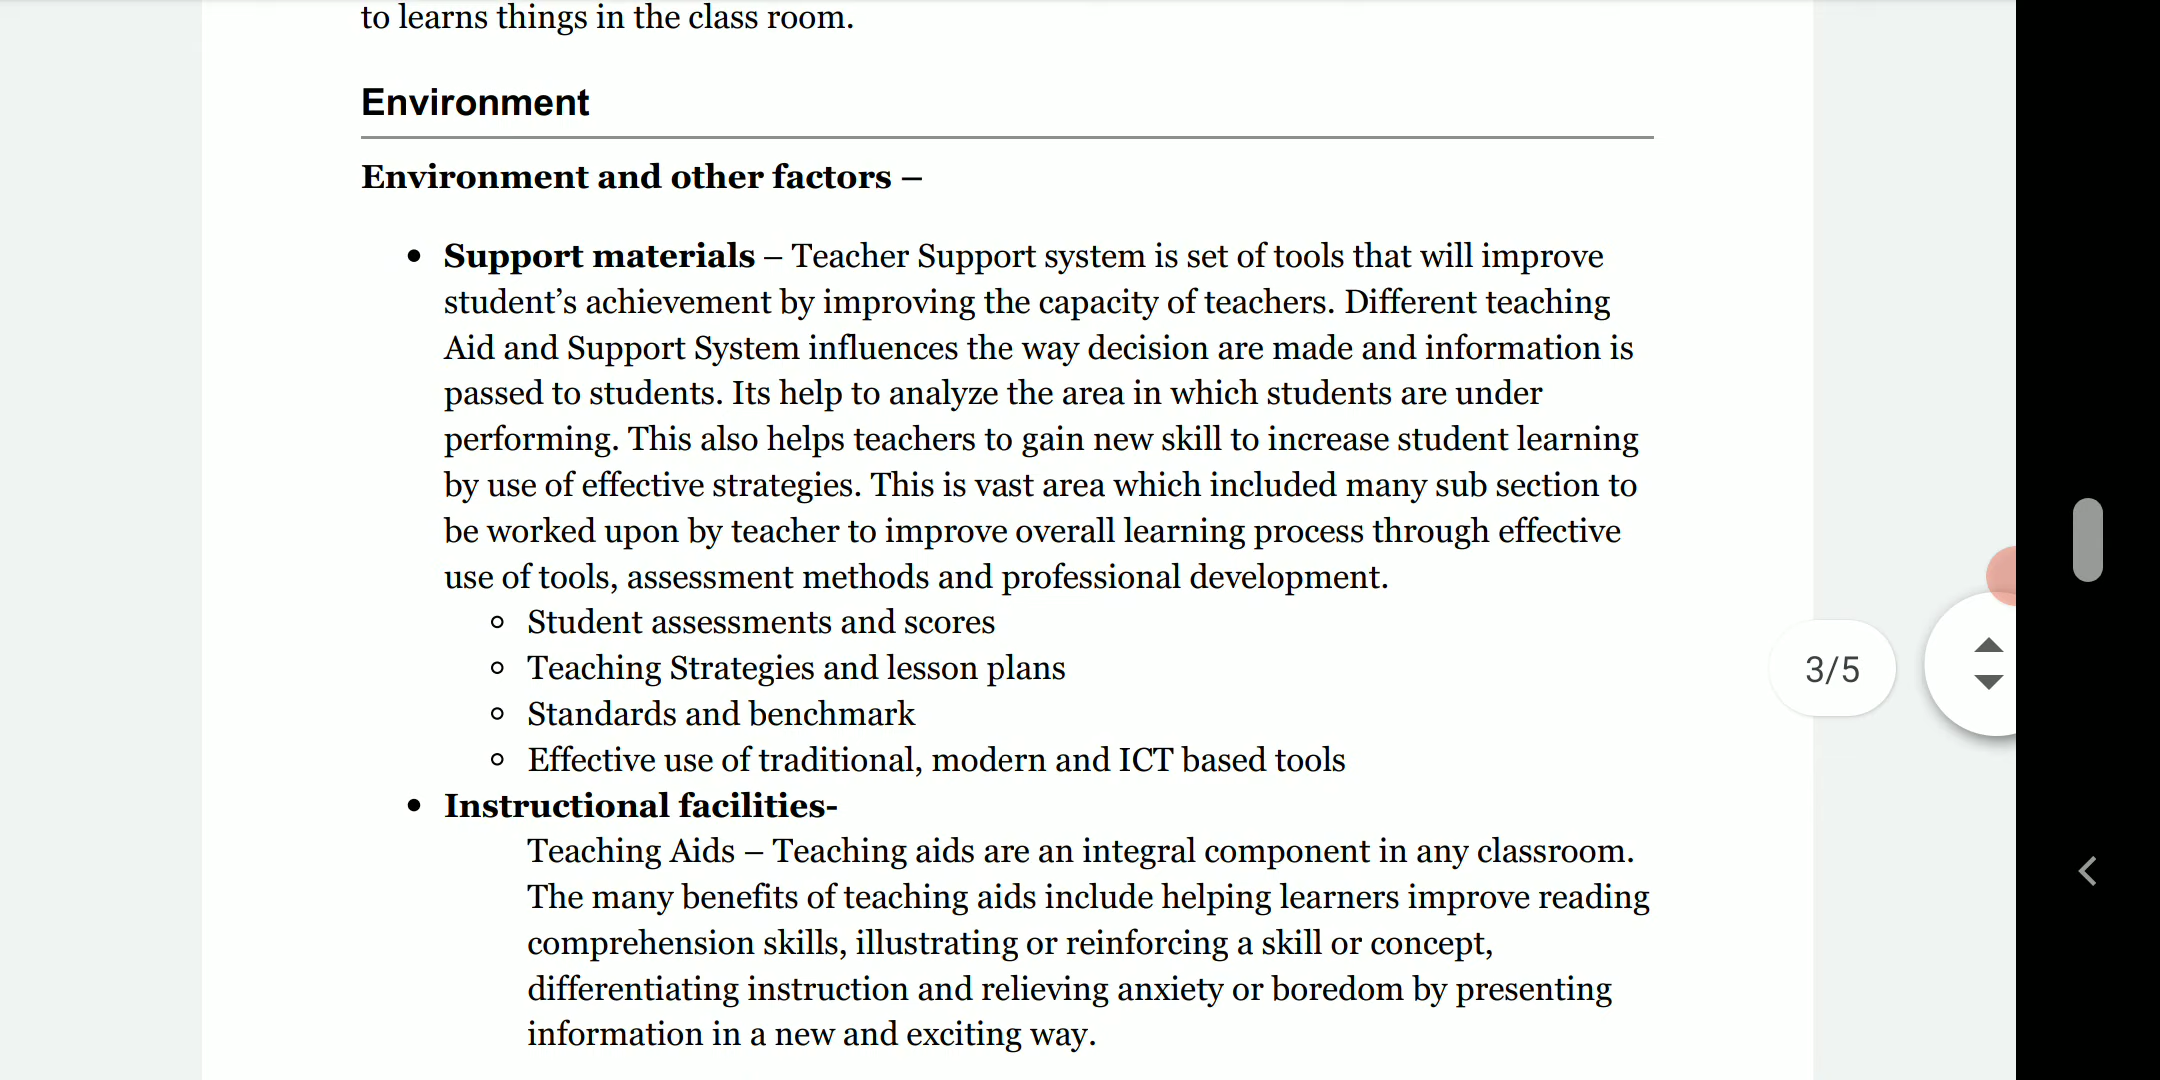 to learns things in the class room.
Environment
Environment and other factors –
• Support materials – Teacher Support system is set of tools that will improve
student’s achievement by improving the capacity of teachers. Different teaching
Aid and Support System influences the way decision are made and information is
passed to students. Its help to analyze the area in which students are under
performing. This also helps teachers to gain new skill to increase student learning
by use of effective strategies. This is vast area which included many sub section to
be worked upon by teacher to improve overall learning process through effective
use of tools, assessment methods and professional development.
◦ Student assessments and scores
◦ Teaching Strategies and lesson plans
◦ Standards and benchmark
◦ Effective use of traditional, modern and ICT based tools
• Instructional facilities-
Teaching Aids – Teaching aids are an integral component in any classroom.
The many benefits of teaching aids include helping learners improve reading
comprehension skills, illustrating or reinforcing a skill or concept,
differentiating instruction and relieving anxiety or boredom by presenting
information in a new and exciting way.
3/5